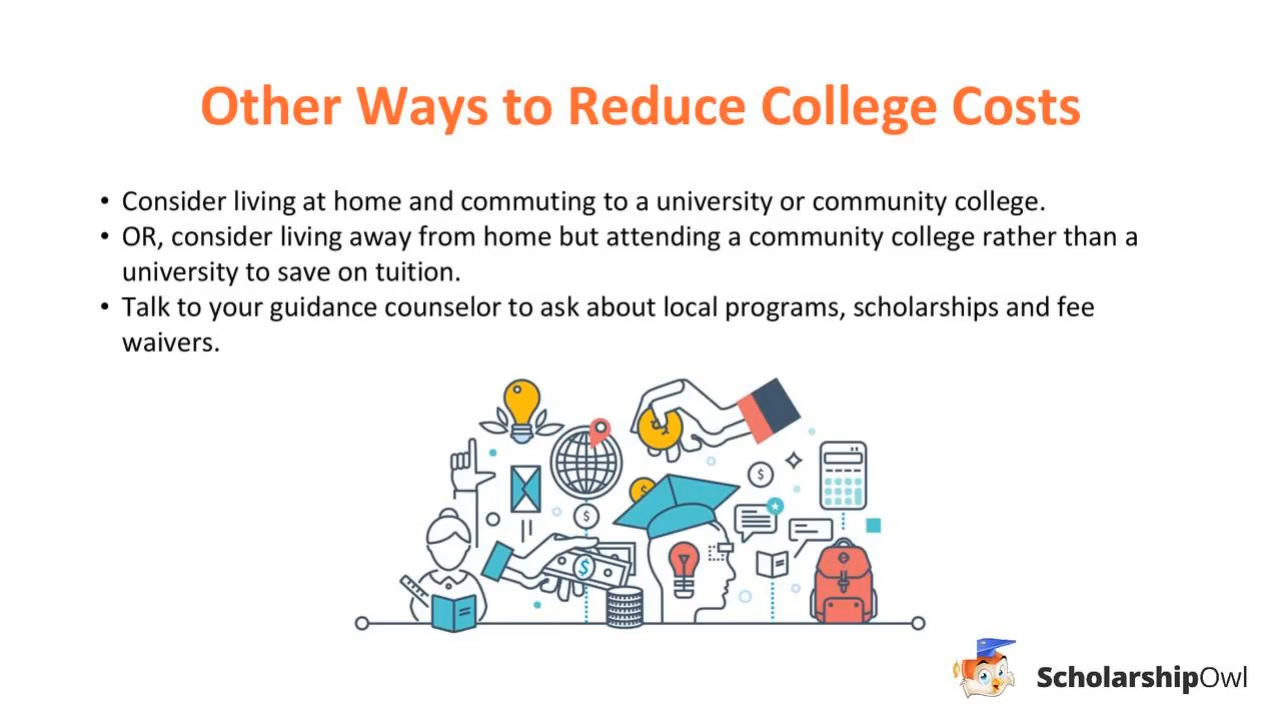 Other Ways to Reduce College Costs
• Consider living at home and commuting to a university or community college.
• OR, consider living away from home but attending a community college rather than a
university to save on tuition.
• Talk to your guidance counselor to ask about local programs, scholarships and fee
waivers.
$
$
$
$
ScholarshipOwl